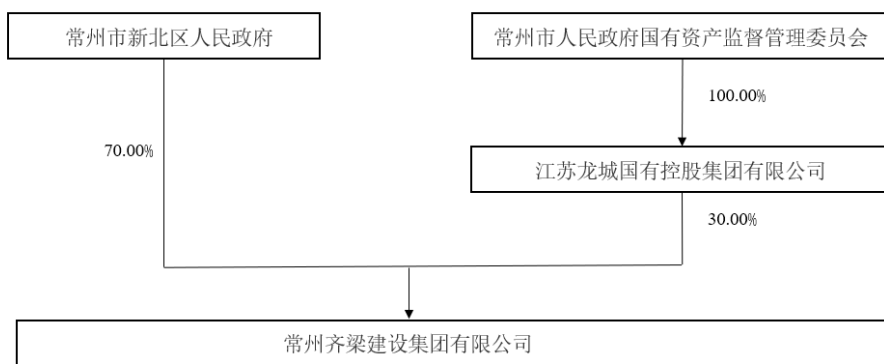 常州市新北区人民政府
常州市人民政府国有资产监督管理委员会
100.00%
70.00%
江苏龙城国有控股集团有限公司
30.00%
常州齐梁建设集团有限公司